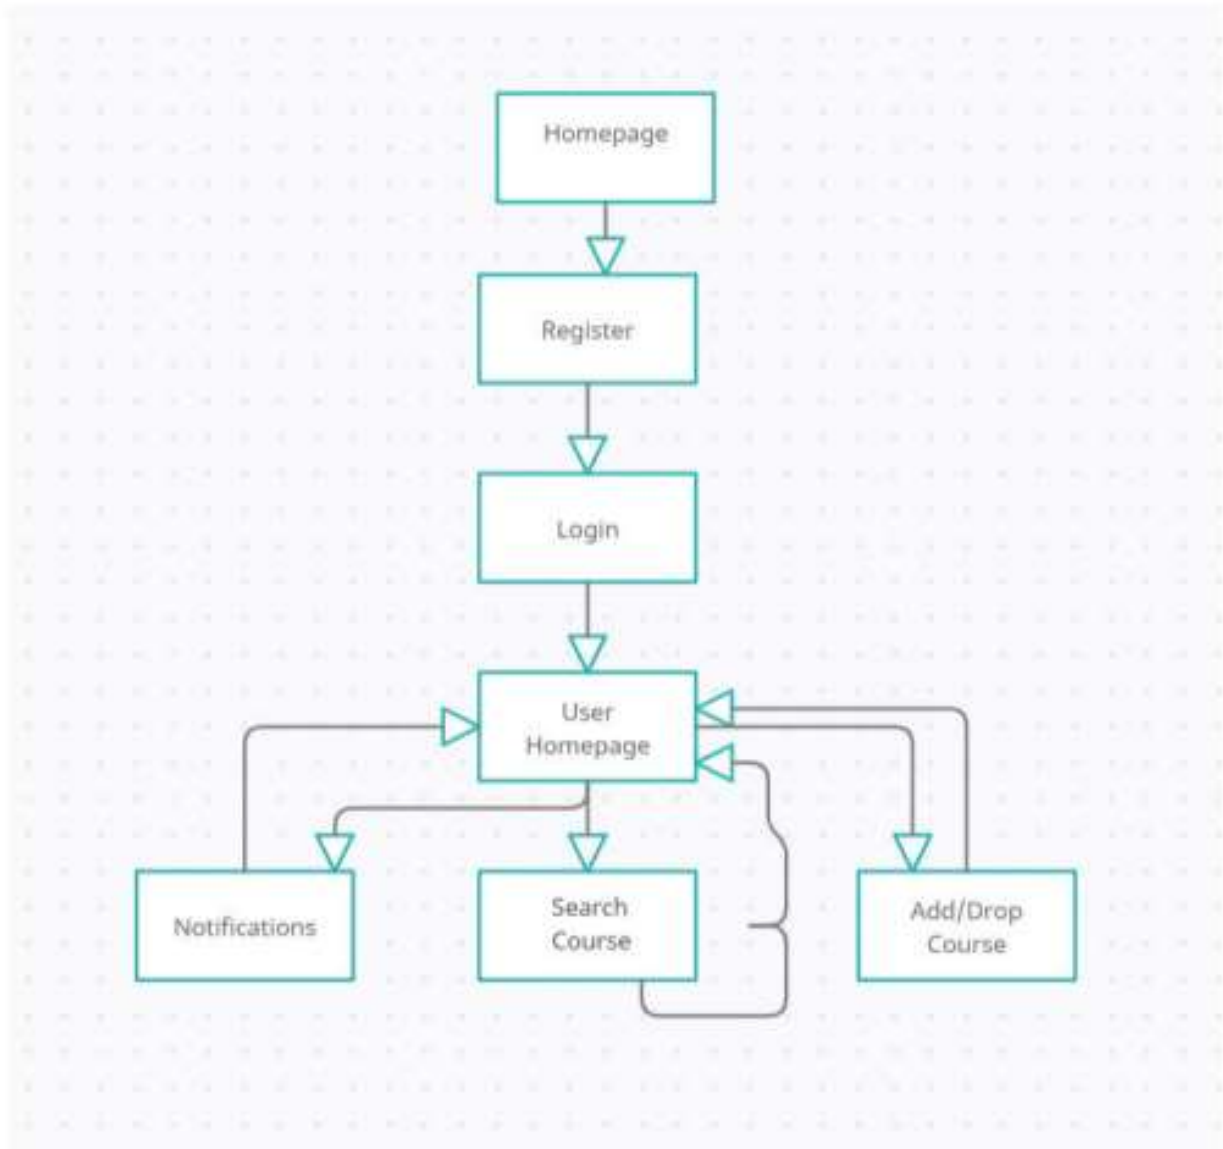 Homepage
Register
Login
User
Homepage
Notifications
Search
Course
Add/Drop
Course